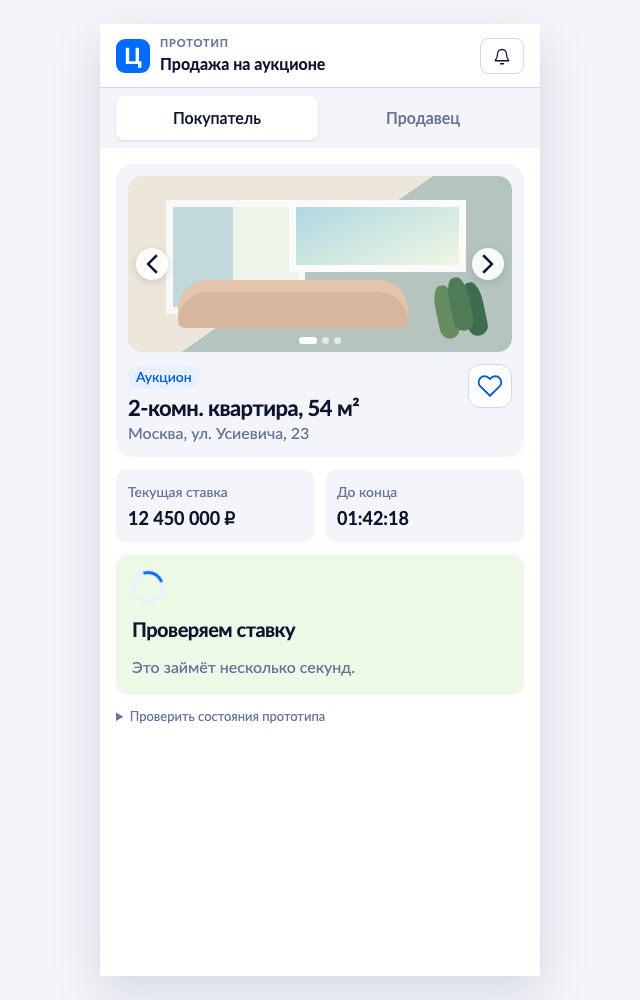 Ц
ПРОТОТИП
Продажа на аукционе
Покупатель
Продавец
Аукцион
2-комн. квартира, 54 м²
Москва, ул. Усиевича, 23
Текущая ставка
12 450 000 ₽
До конца
01:42:18
Проверяем ставку
Это займёт несколько секунд.
Проверить состояния прототипа